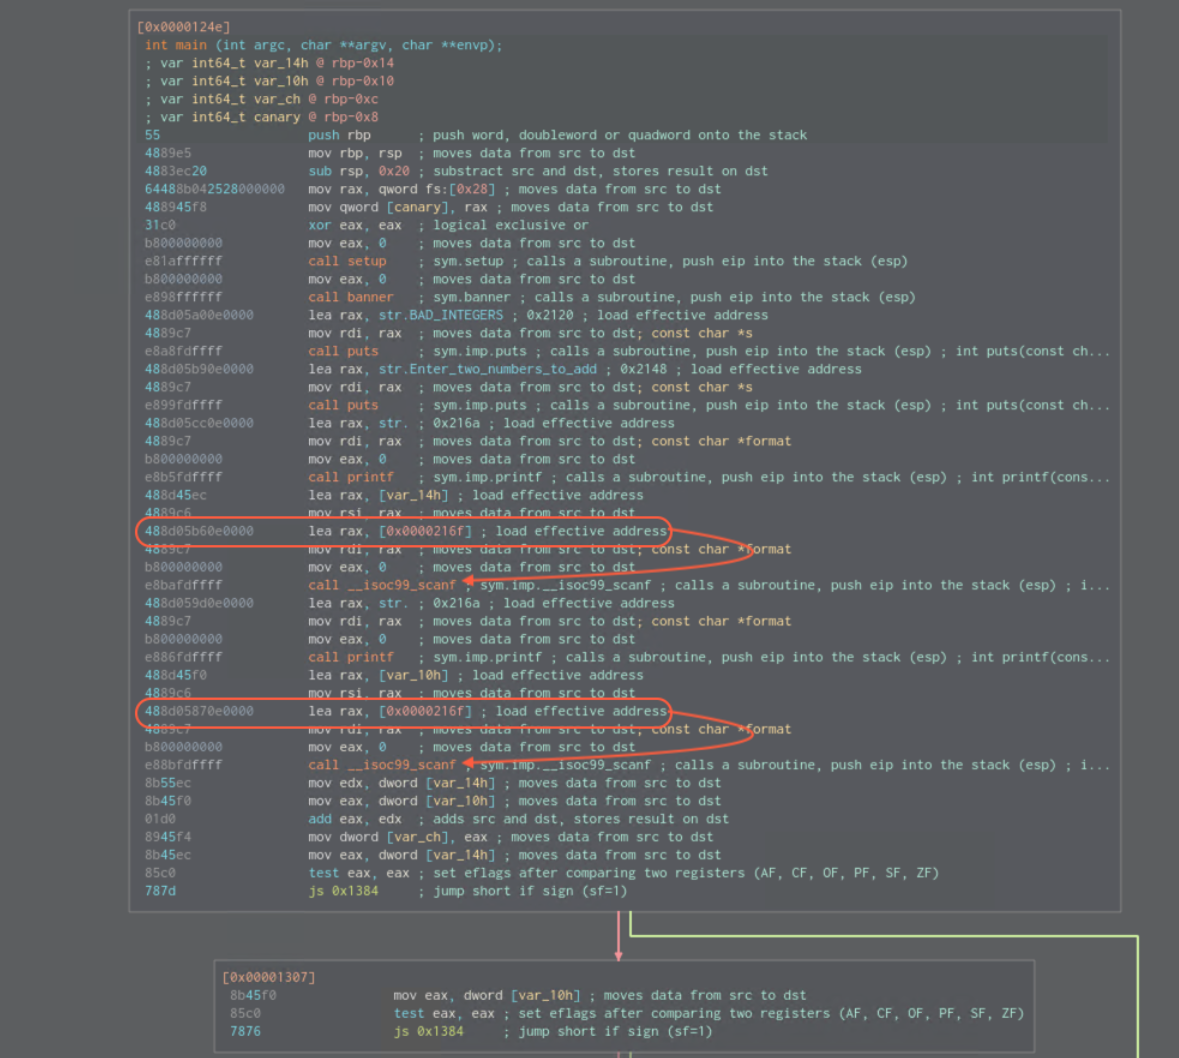 [0x0000124e]
int main (int argc, char **argv, char **envp);
; var int64_t var_14h @ rbp-0x14
; var int64_t var_10h @ rbp-0x10
; var int64_t var_ch @ rbp-0xc
; var int64_t canary @ rbp-0x8
55 push rbp ; push word, doubleword or quadword onto the stack
4889e5 mov rbp, rsp ; moves data from src to dst
4883ec20 sub rsp, 0x20 ; substract src and dst, stores result on dst
64488b042528000000 mov rax, qword fs:[0x28] ; moves data from src to dst
488945f8 mov qword [canary], rax ; moves data from src to dst
31c0 xor eax, eax ; logical exclusive or
b800000000 mov eax, 0 ; moves data from src to dst
e81affffff call setup ; sym.setup ; calls a subroutine, push eip into the stack (esp)
b800000000 mov eax, 0 ; moves data from src to dst
e898ffffff call banner ; sym.banner ; calls a subroutine, push eip into the stack (esp)
488d05a00e0000 lea rax, str.BAD_INTEGERS ; 0x2120 ; load effective address
4889c7 mov rdi, rax ; moves data from src to dst; const char *s
e8a8fdffff call puts ; sym.imp.puts ; calls a subroutine, push eip into the stack (esp) ; int puts(const ch...
488d05b90e0000 lea rax, str.Enter_two_numbers_to_add ; 0x2148 ; load effective address
4889c7 mov rdi, rax ; moves data from src to dst; const char *s
e899fdffff call puts ; sym.imp.puts ; calls a subroutine, push eip into the stack (esp) ; int puts(const ch...
488d05cc0e0000 lea rax, str. ; 0x216a ; load effective address
4889c7 mov rdi, rax ; moves data from src to dst; const char *format
b800000000 mov eax, 0 ; moves data from src to dst
e8b5fdffff call printf ; sym.imp.printf ; calls a subroutine, push eip into the stack (esp) ; int printf(cons...
488d45ec lea rax, [var_14h] ; load effective address
4889c6 mov rsi, rax ; moves data from src to dst
488d05b60e0000 lea rax, [0x0000216f] ; load effective address
4889c7 mov rdi, rax ; moves data from src to dst; const char *format
b800000000 mov eax, 0 ; moves data from src to dst
e8bafdffff call __isoc99_scanf ; sym.imp.__isoc99_scanf ; calls a subroutine, push eip into the stack (esp) ; i...
488d059d0e0000 lea rax, str. ; 0x216a ; load effective address
4889c7 mov rdi, rax ; moves data from src to dst; const char *format
b800000000 mov eax, 0 ; moves data from src to dst
e886fdffff call printf ; sym.imp.printf ; calls a subroutine, push eip into the stack (esp) ; int printf(cons...
488d45f0 lea rax, [var_10h] ; load effective address
4889c6 mov rsi, rax ; moves data from src to dst
488d05870e0000 lea rax, [0x0000216f] ; load effective address
4889c7 mov rdi, rax ; moves data from src to dst; const char *format
b800000000 mov eax, 0 ; moves data from src to dst
e88bfdffff call __isoc99_scanf ; sym.imp.__isoc99_scanf ; calls a subroutine, push eip into the stack (esp) ; i...
8b55ec mov edx, dword [var_14h] ; moves data from src to dst
8b45f0 mov eax, dword [var_10h] ; moves data from src to dst
01d0 add eax, edx ; adds src and dst, stores result on dst
8945f4 mov dword [var_ch], eax ; moves data from src to dst
8b45ec mov eax, dword [var_14h] ; moves data from src to dst
85c0 test eax, eax ; set eflags after comparing two registers (AF, CF, OF, PF, SF, ZF)
787d js 0x1384 ; jump short if sign (sf=1)
[0x00001307]
8b45f0 mov eax, dword [var_10h] ; moves data from src to dst
85c0 test eax, eax ; set eflags after comparing two registers (AF, CF, OF, PF, SF, ZF)
7876 js 0x1384 ; jump short if sign (sf=1)